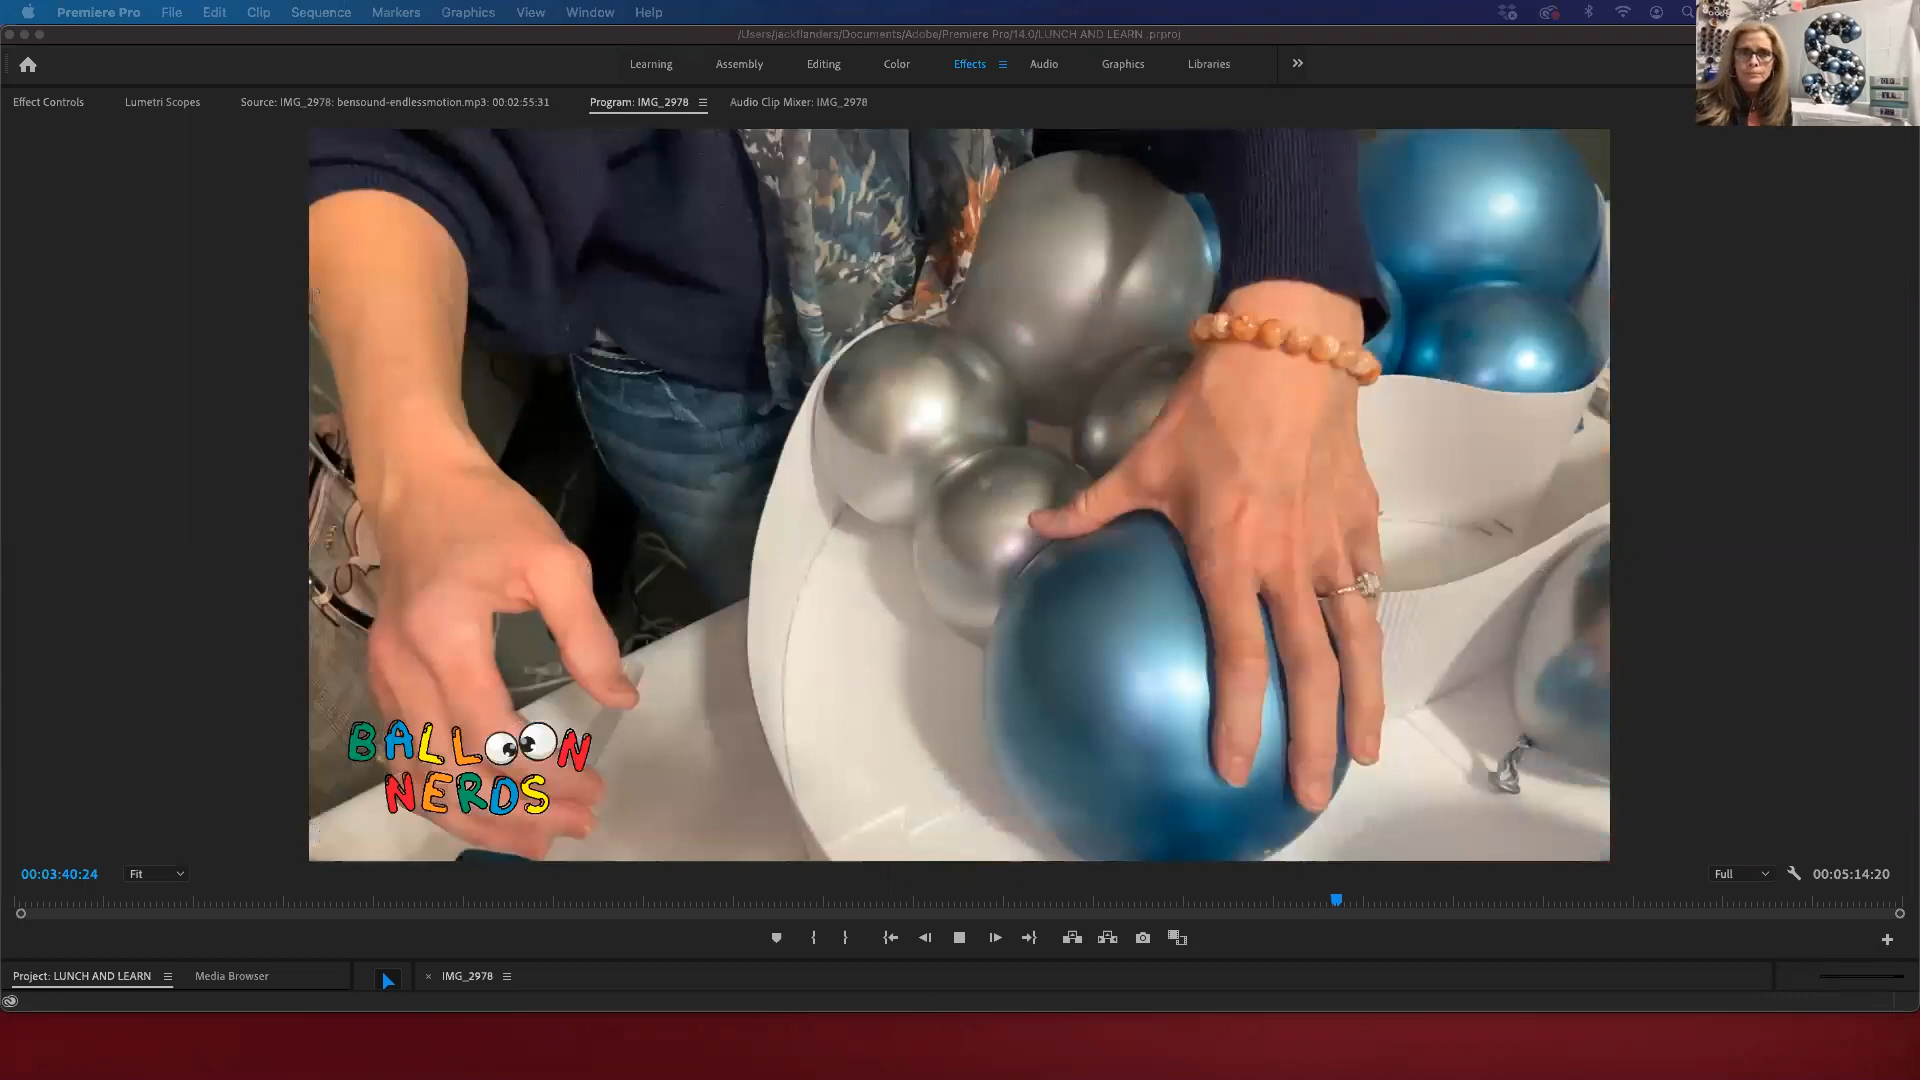 Premiere Pro File Edit Clip Sequence Markers Graphics View Window Help
/Users/jackflanders/Documents/Adobe/Premiere Pro/14.0/LUNCH AND LEARN .prproj
Learning Assembly Editing Color Effects Audio Graphics Libraries
Effect Controls Lumetri Scopes Source: IMG_2978: bensound-endlessmotion.mp3: 00:02:55:31 Program: IMG_2978 Audio Clip Mixer: IMG_2978
BALLOON
NERDS
00:03:40:24 Fit Full 00:05:14:20
Project: LUNCH AND LEARN Media Browser × IMG_2978